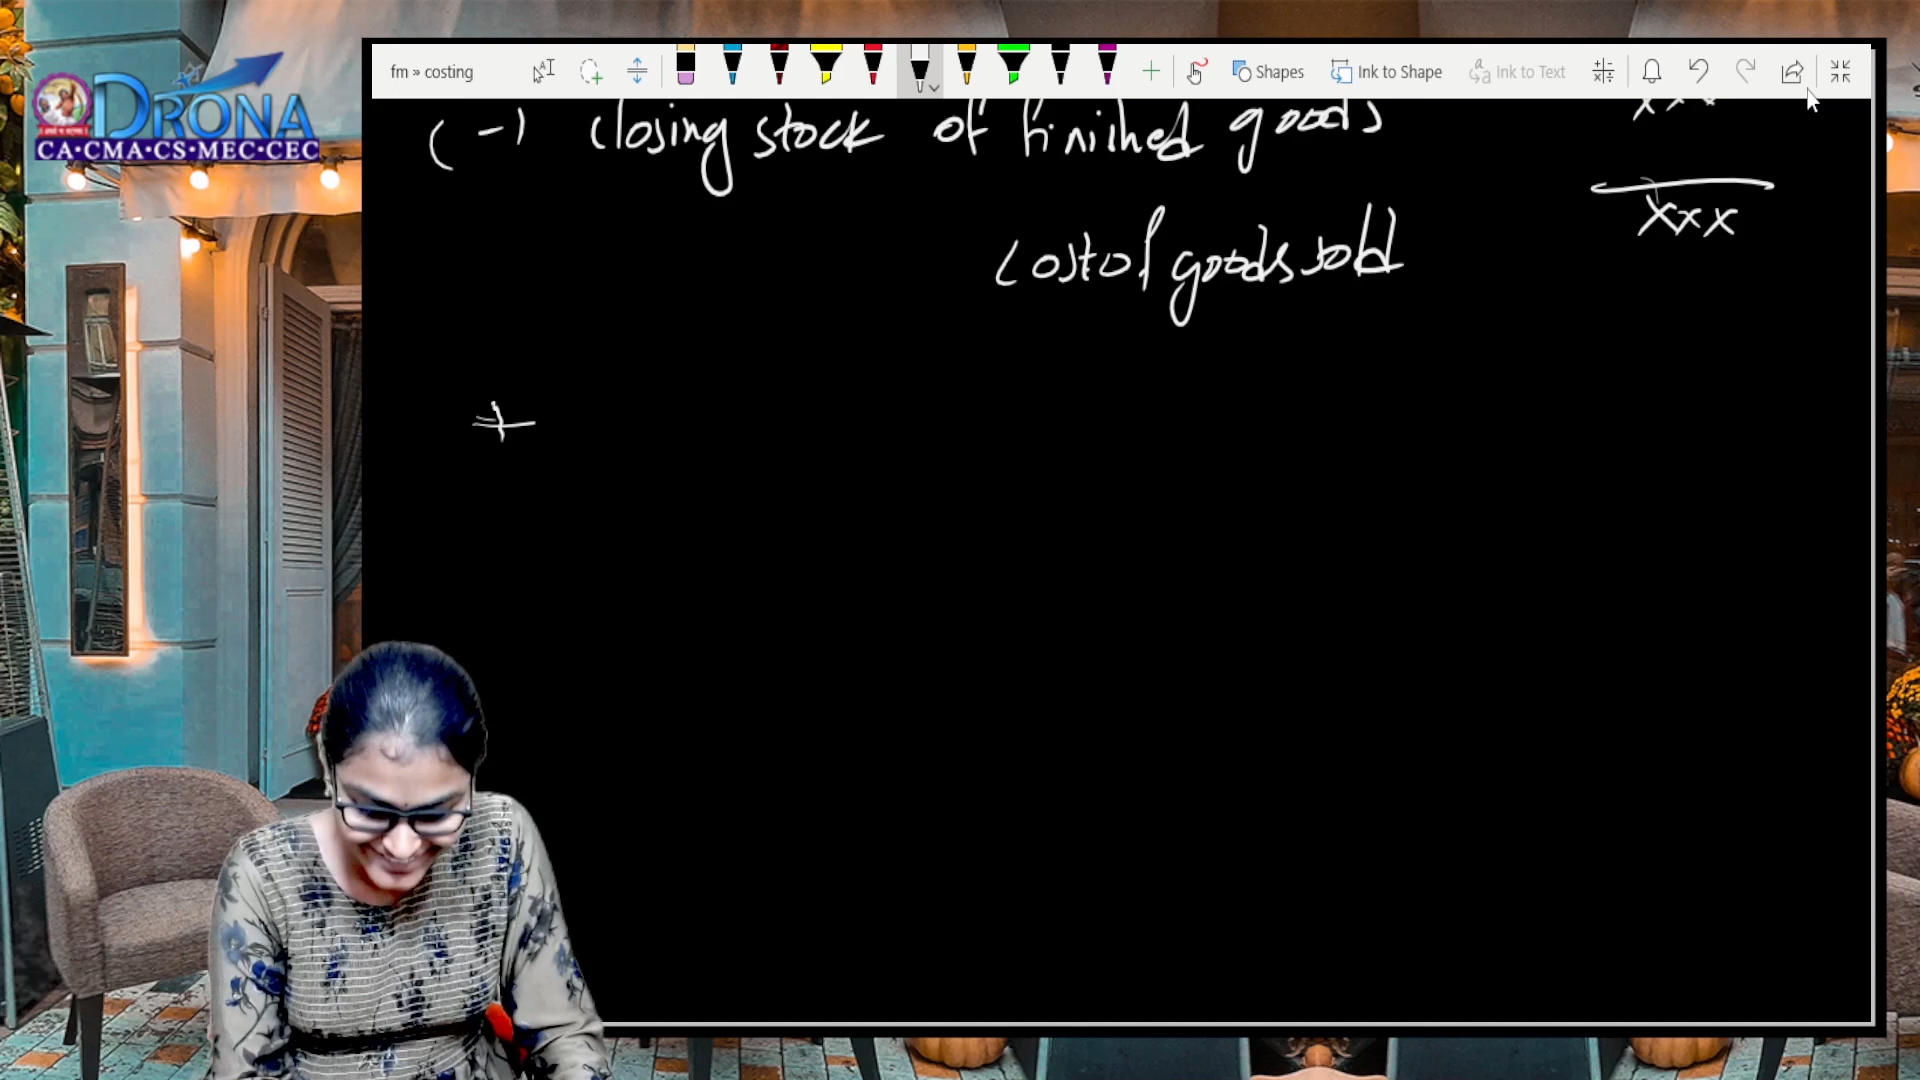 DRONA
CA•CMA•CS•MEC•CEC
fm » costing
Shapes
Ink to Shape
Ink to Text
xxx
(-) closing stock of finished goods
xxx
cost of goods sold
+